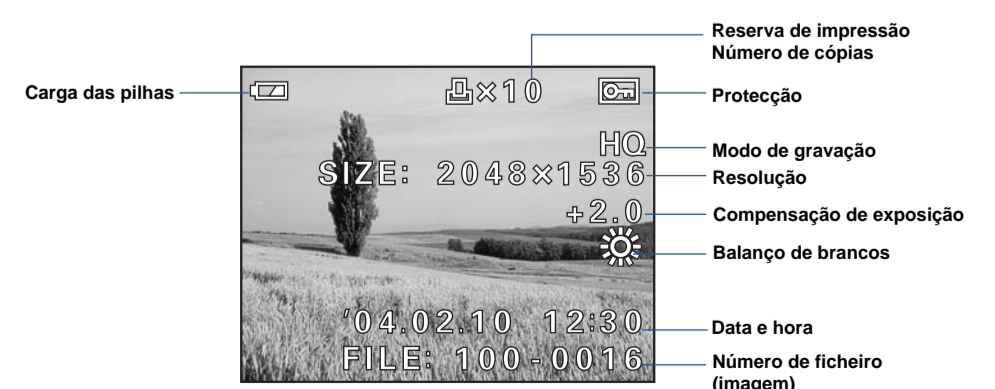 Reserva de impressão
Número de cópias
Carga das pilhas
×10
Protecção
HQ
Modo de gravação
SIZE: 2048×1536
Resolução
+2.0
Compensação de exposição
Balanço de brancos
'04.02.10 12:30
Data e hora
FILE: 100-0016
Número de ficheiro
(imagem)